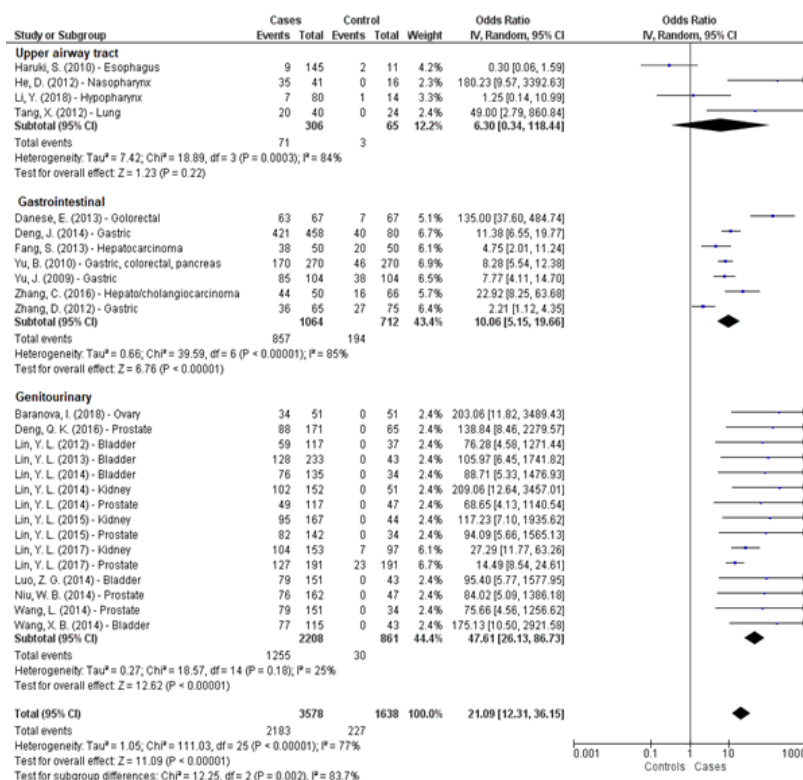 Cases Control Odds Ratio Odds Ratio
Study or Subgroup Events Total Events Total Weight IV, Random, 95% CI IV, Random, 95% CI
Upper airway tract
Haruki, S. (2010) - Esophagus 9 145 2 11 4.2% 0.30 [0.06, 1.59]
He, D. (2012) - Nasopharynx 35 41 0 16 2.4% 180.23 [9.57, 3392.63]
Li, Y. (2018) - Hypopharynx 7 80 1 14 3.2% 1.25 [0.14, 10.99]
Tang, X. (2012) - Lung 20 40 0 24 2.4% 49.00 [2.79, 860.84]
Subtotal (95% CI) 306 65 12.2% 6.30 [0.34, 118.44]
Total events 71 3
Heterogeneity: Tau² = 7.42; Chi² = 18.89, df = 3 (P = 0.0003); I² = 84%
Test for overall effect: Z = 1.23 (P = 0.22)
Gastrointestinal
Danese, E. (2013) - Golorectal 63 67 7 67 5.1% 135.00 [37.60, 484.74]
Deng, J. (2014) - Gastric 421 458 40 80 6.7% 11.38 [6.55, 19.77]
Fang, S. (2013) - Hepatocarcinoma 38 50 20 50 6.1% 4.75 [2.01, 11.24]
Yu, B. (2010) - Gastric, colorectal, pancreas 170 270 46 270 6.9% 8.28 [5.54, 12.38]
Yu, J. (2009) - Gastric 85 104 38 104 6.5% 7.77 [4.11, 14.70]
Zhang, C. (2016) - Hepato/cholangiocarcinoma 44 50 16 66 5.7% 22.92 [8.25, 63.68]
Zhang, D. (2012) - Gastric 36 65 27 75 6.5% 2.21 [1.12, 4.35]
Subtotal (95% CI) 1064 712 43.4% 10.06 [5.15, 19.66]
Total events 857 194
Heterogeneity: Tau² = 0.66; Chi² = 39.59, df = 6 (P < 0.00001); I² = 85%
Test for overall effect: Z = 6.76 (P < 0.00001)
Genitourinary
Baranova, I. (2018) - Ovary 34 51 0 51 2.4% 203.06 [11.82, 3489.43]
Deng, Q. K. (2016) - Prostate 88 171 0 65 2.4% 138.84 [8.46, 2279.57]
Lin, Y. L. (2012) - Bladder 59 117 0 37 2.4% 76.28 [4.58, 1271.44]
Lin, Y. L. (2013) - Bladder 128 233 0 43 2.4% 105.97 [6.45, 1741.82]
Lin, Y. L. (2014) - Bladder 76 135 0 34 2.4% 88.71 [5.33, 1476.93]
Lin, Y. L. (2014) - Kidney 102 152 0 51 2.4% 209.06 [12.64, 3457.01]
Lin, Y. L. (2014) - Prostate 49 117 0 47 2.4% 68.65 [4.13, 1140.54]
Lin, Y. L. (2015) - Kidney 95 167 0 44 2.4% 117.23 [7.10, 1935.62]
Lin, Y. L. (2015) - Prostate 82 142 0 34 2.4% 94.09 [5.66, 1565.13]
Lin, Y. L. (2017) - Kidney 104 153 7 97 6.1% 27.29 [11.77, 63.26]
Lin, Y. L. (2017) - Prostate 127 191 23 191 6.7% 14.49 [8.54, 24.61]
Luo, Z. G. (2014) - Bladder 79 151 0 43 2.4% 95.40 [5.77, 1577.95]
Niu, W. B. (2014) - Prostate 76 162 0 47 2.4% 84.02 [5.09, 1386.18]
Wang, L. (2014) - Prostate 79 151 0 34 2.4% 75.66 [4.56, 1256.62]
Wang, X. B. (2014) - Bladder 77 115 0 43 2.4% 175.13 [10.50, 2921.58]
Subtotal (95% CI) 2208 861 44.4% 47.61 [26.13, 86.73]
Total events 1255 30
Heterogeneity: Tau² = 0.27; Chi² = 18.57, df = 14 (P = 0.18); I² = 25%
Test for overall effect: Z = 12.62 (P < 0.00001)
Total (95% CI) 3578 1638 100.0% 21.09 [12.31, 36.15]
Total events 2183 227
Heterogeneity: Tau² = 1.05; Chi² = 111.03, df = 25 (P < 0.00001); I² = 77%
Test for overall effect: Z = 11.09 (P < 0.00001)
Test for subgroup differences: Chi² = 12.25, df = 2 (P = 0.002), I² = 83.7%
0.001 0.1 1 10 1000
Controls Cases